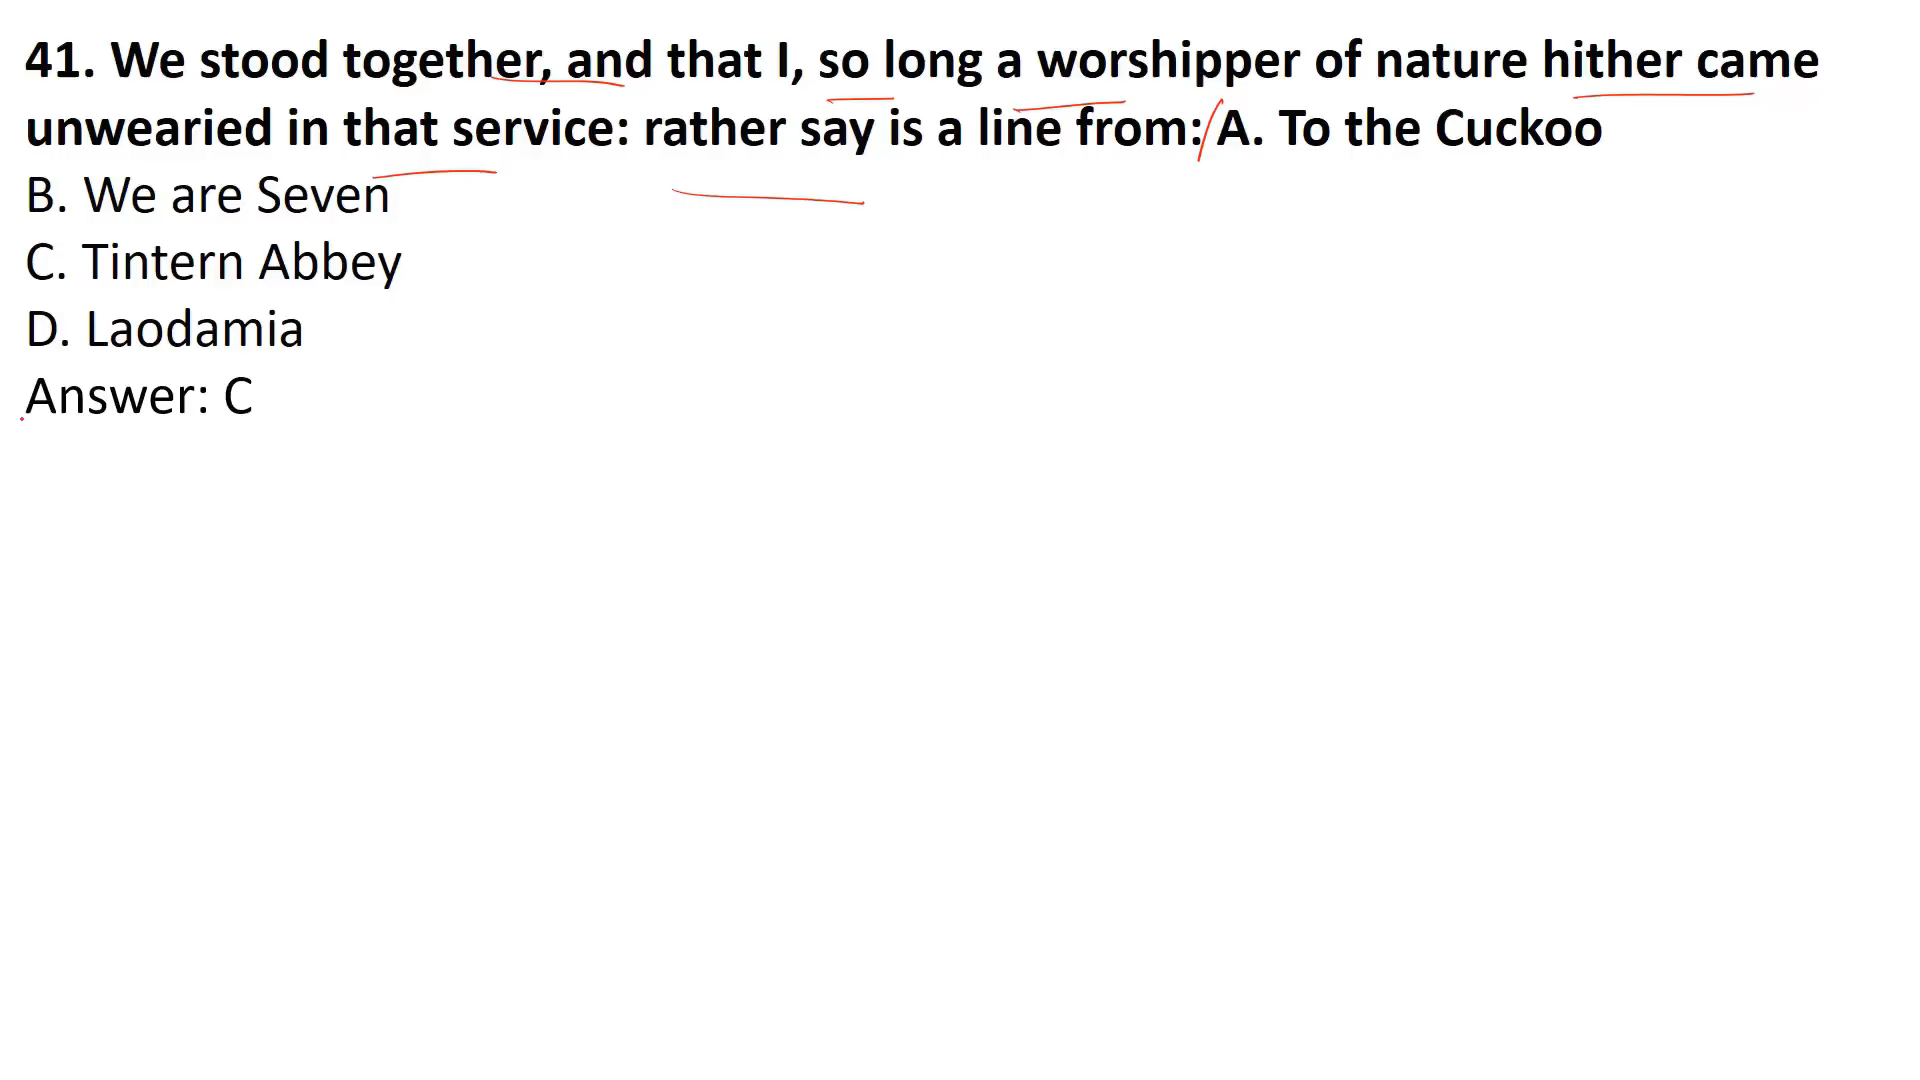 41. We stood together, and that I, so long a worshipper of nature hither came
unwearied in that service: rather say is a line from: A. To the Cuckoo
B. We are Seven
C. Tintern Abbey
D. Laodamia
Answer: C